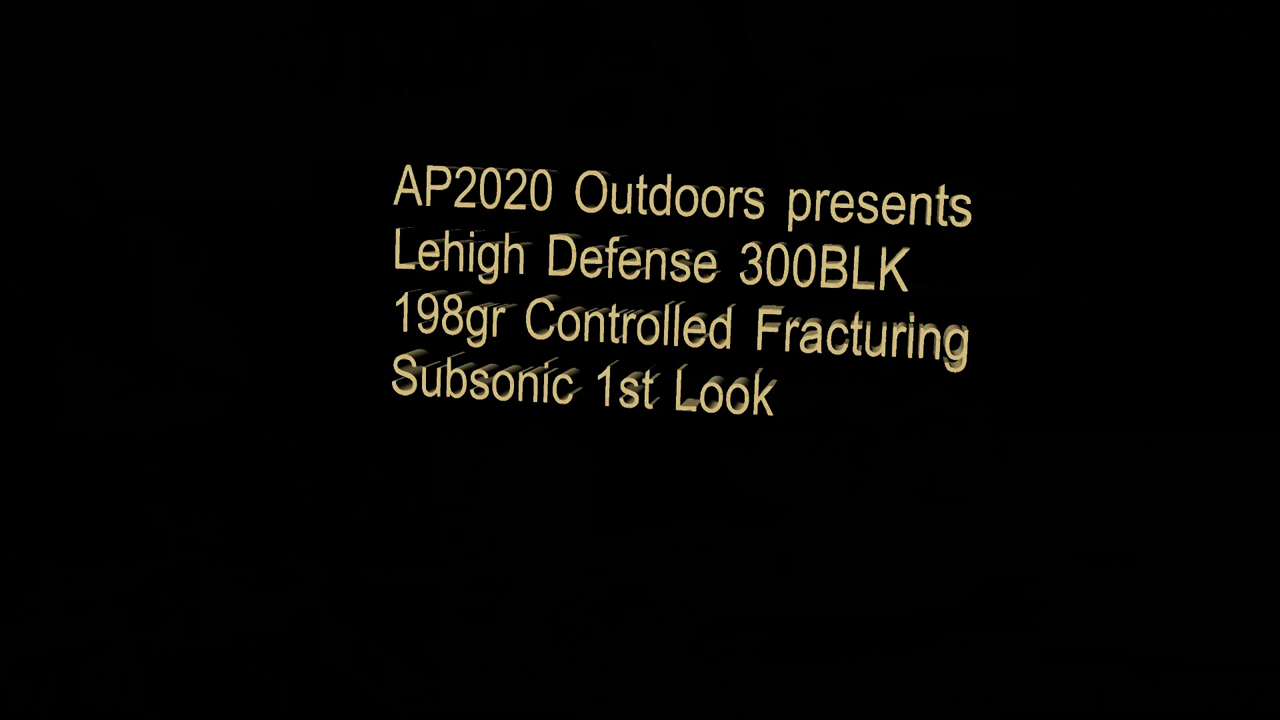 AP2020 Outdoors presents
Lehigh Defense 300BLK
198gr Controlled Fracturing
Subsonic 1st Look